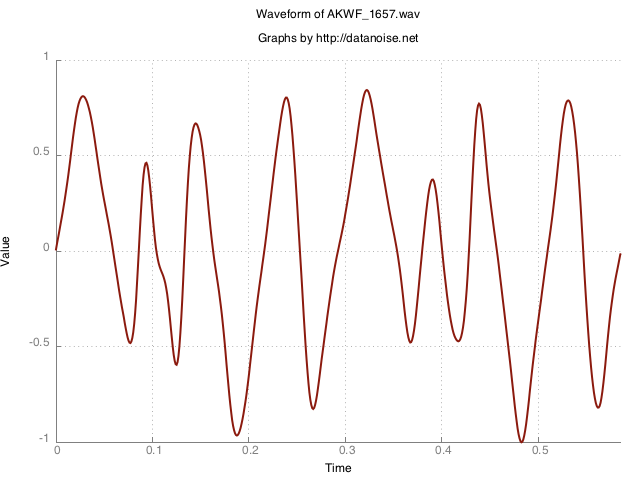 Waveform of AKWF_1657.wav
Graphs by http://datanoise.net
1
0.5
0
-0.5
-1
Value
0 0.1 0.2 0.3 0.4 0.5
Time